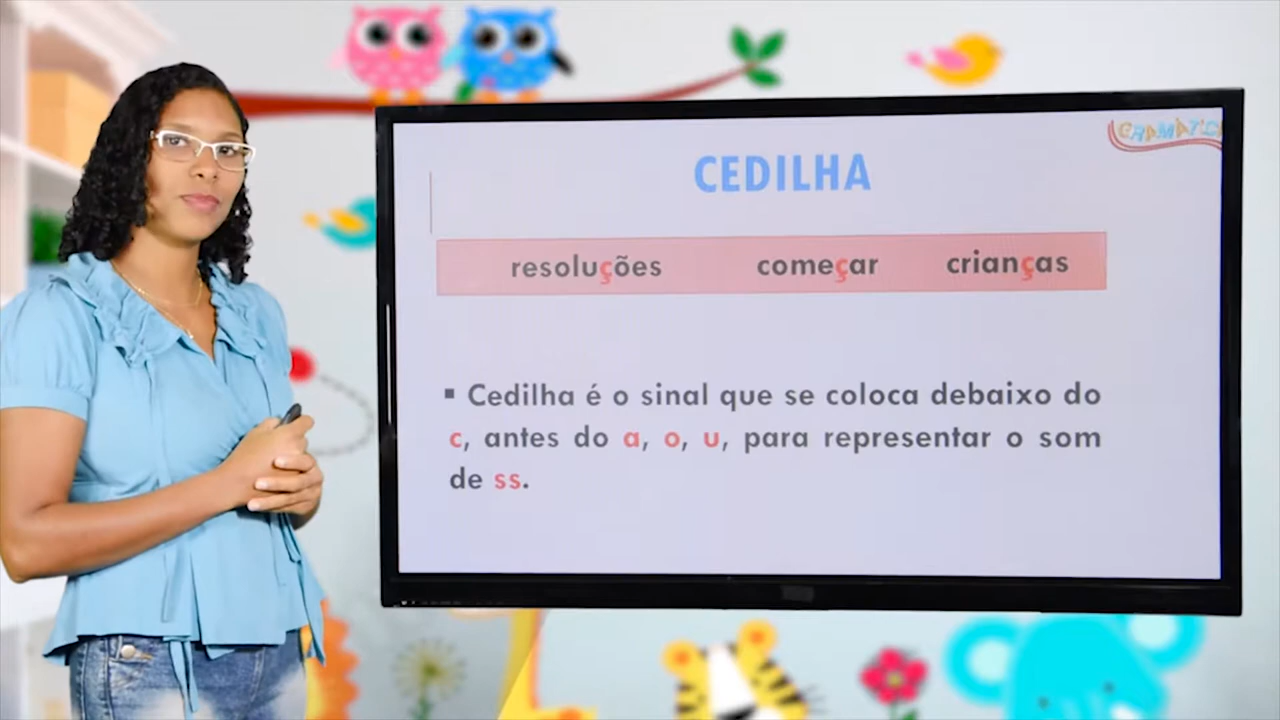 GRAMÁTICA
CEDILHA
resoluções começar crianças
▪ Cedilha é o sinal que se coloca debaixo do
c, antes do a, o, u, para representar o som
de ss.